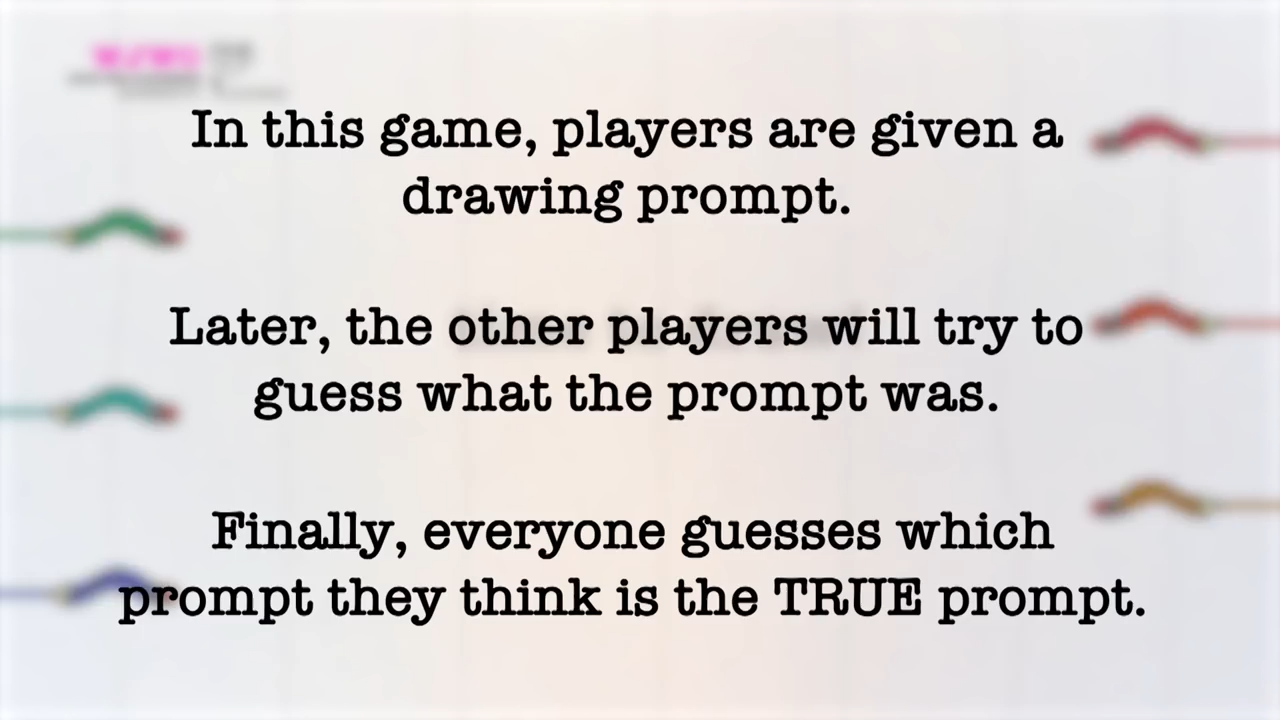 In this game, players are given a
drawing prompt.
Later, the other players will try to
guess what the prompt was.
Finally, everyone guesses which
prompt they think is the TRUE prompt.